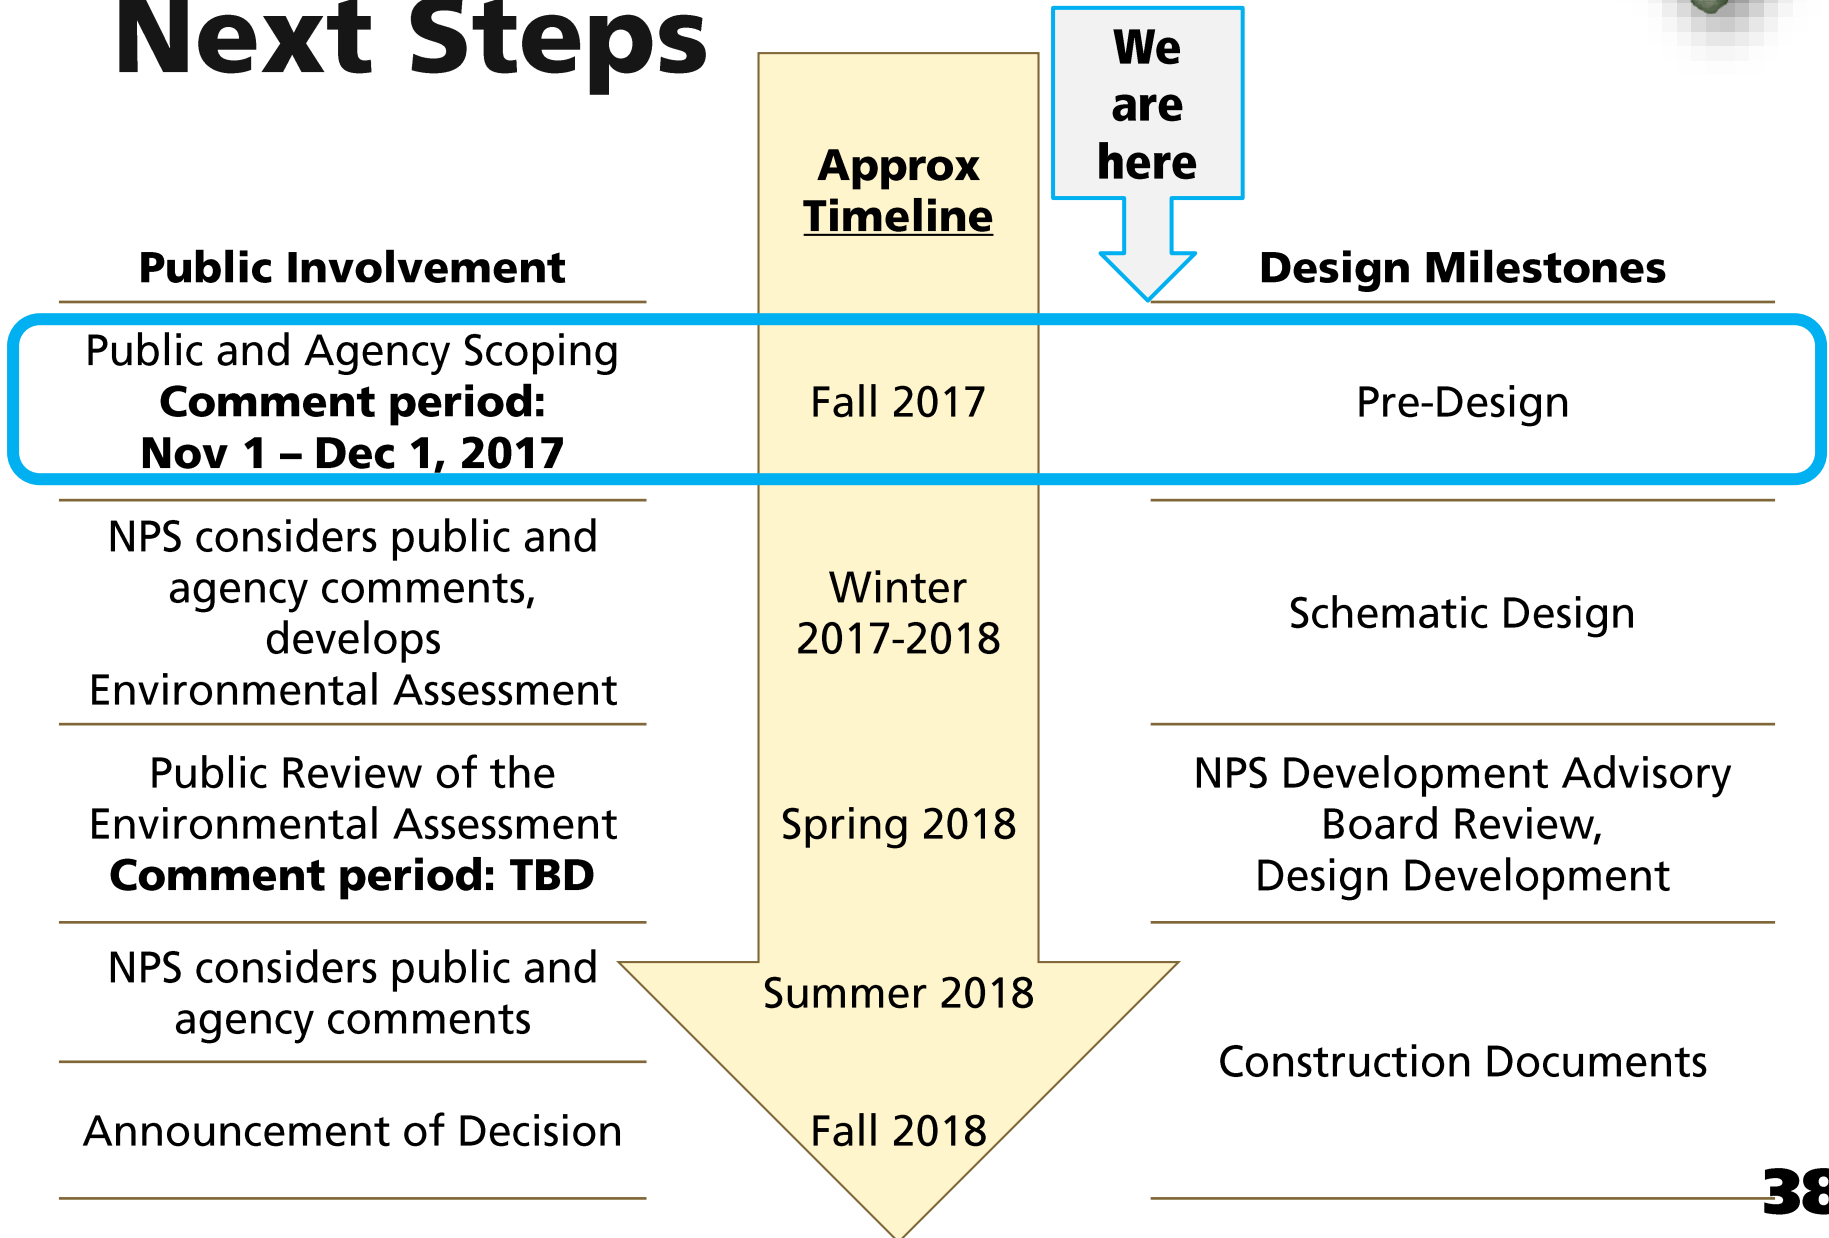 Next Steps
We
are
here
Approx
Timeline
Public Involvement
Design Milestones
Public and Agency Scoping
Comment period:
Nov 1 – Dec 1, 2017
Fall 2017
Pre-Design
NPS considers public and
agency comments,
develops
Environmental Assessment
Winter
2017-2018
Schematic Design
Public Review of the
Environmental Assessment
Comment period: TBD
Spring 2018
NPS Development Advisory
Board Review,
Design Development
NPS considers public and
agency comments
Summer 2018
Construction Documents
Announcement of Decision
Fall 2018
38